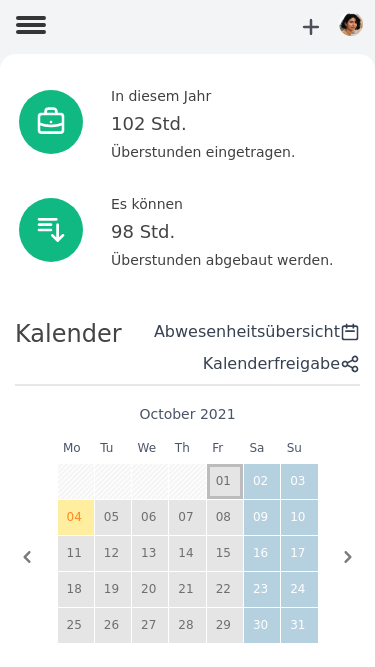 In diesem Jahr
102 Std.
Überstunden eingetragen.
Es können
98 Std.
Überstunden abgebaut werden.
Kalender
Abwesenheitsübersicht
Kalenderfreigabe
October 2021
Mo Tu We Th Fr Sa Su
01 02 03
04 05 06 07 08 09 10
11 12 13 14 15 16 17
18 19 20 21 22 23 24
25 26 27 28 29 30 31